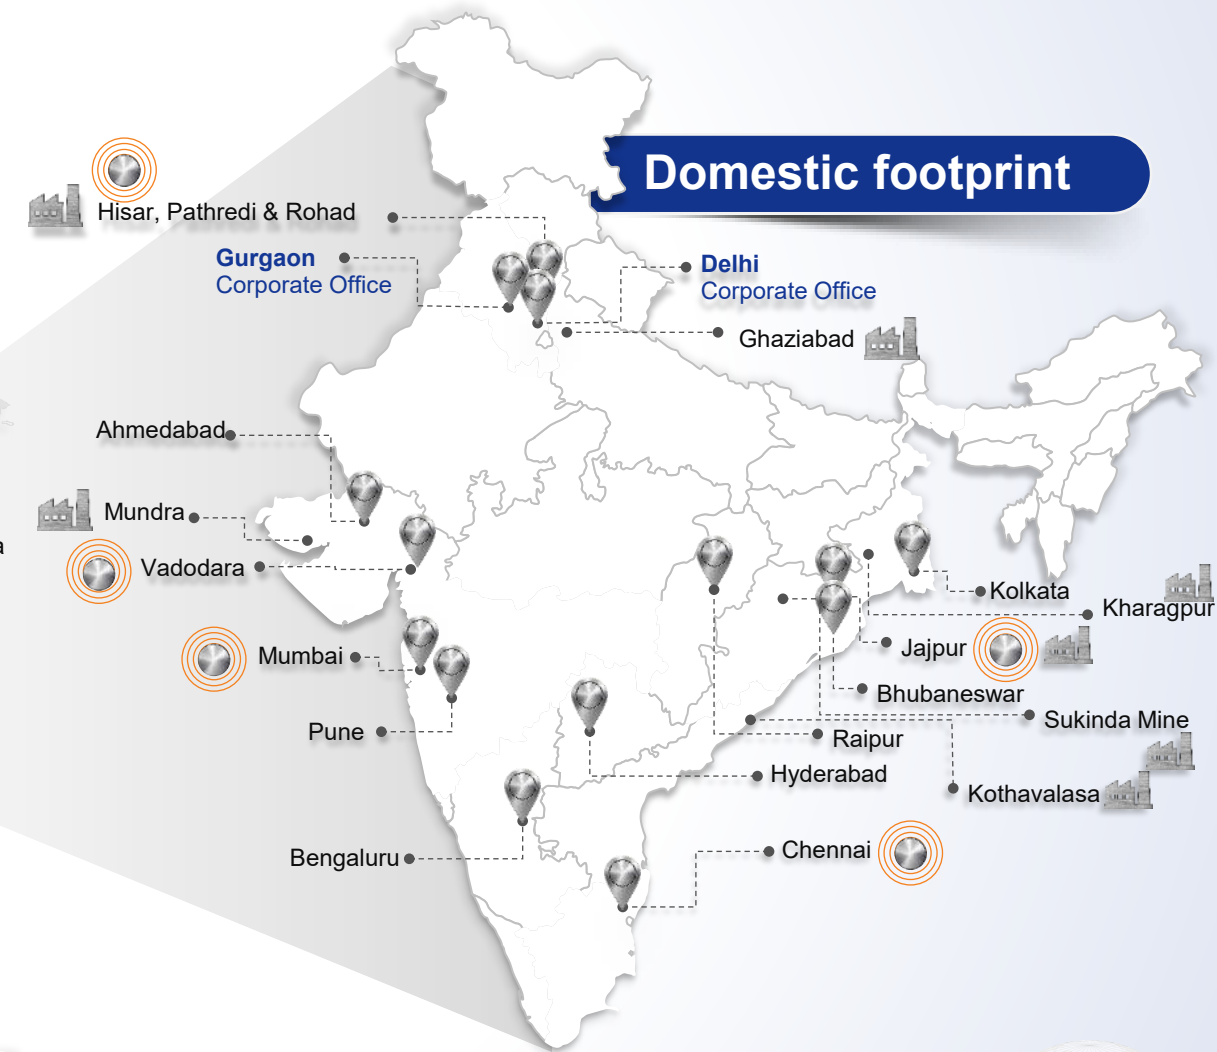 Domestic footprint
Hisar, Pathredi & Rohad
Gurgaon
Corporate Office
Delhi
Corporate Office
Ghaziabad
Ahmedabad
Mundra
a
Vadodara
Kolkata
Kharagpur
Jajpur
Mumbai
Bhubaneswar
Sukinda Mine
Pune
Raipur
Hyderabad
Kothavalasa
Bengaluru
Chennai